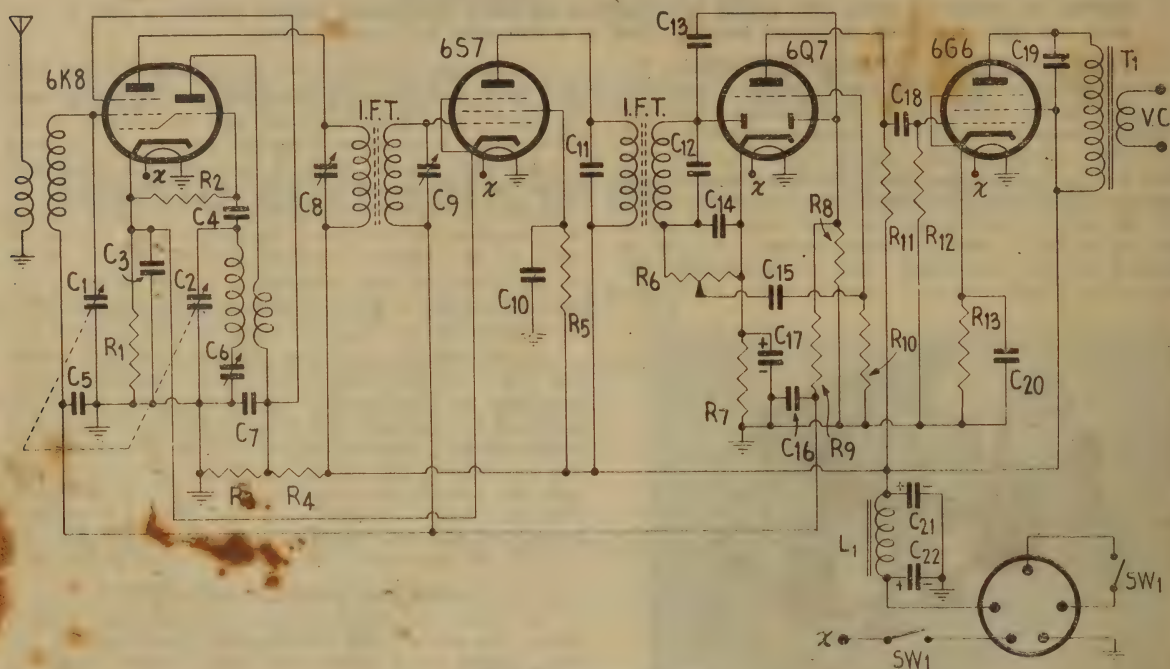 6K8
6S7
6Q7
6G6
C13
C19
T1
VC
I.F.T.
I.F.T.
C18
C11
C12
x
x
x
x
R2
C8
C9
C4
C14
R8
R11
R12
C3
C1
C2
C10
R5
R6
C15
R13
R1
C6
C17
R10
C20
C5
C7
R7
C16
R9
R3
R4
L1
C21
C22
SW1
x
SW1